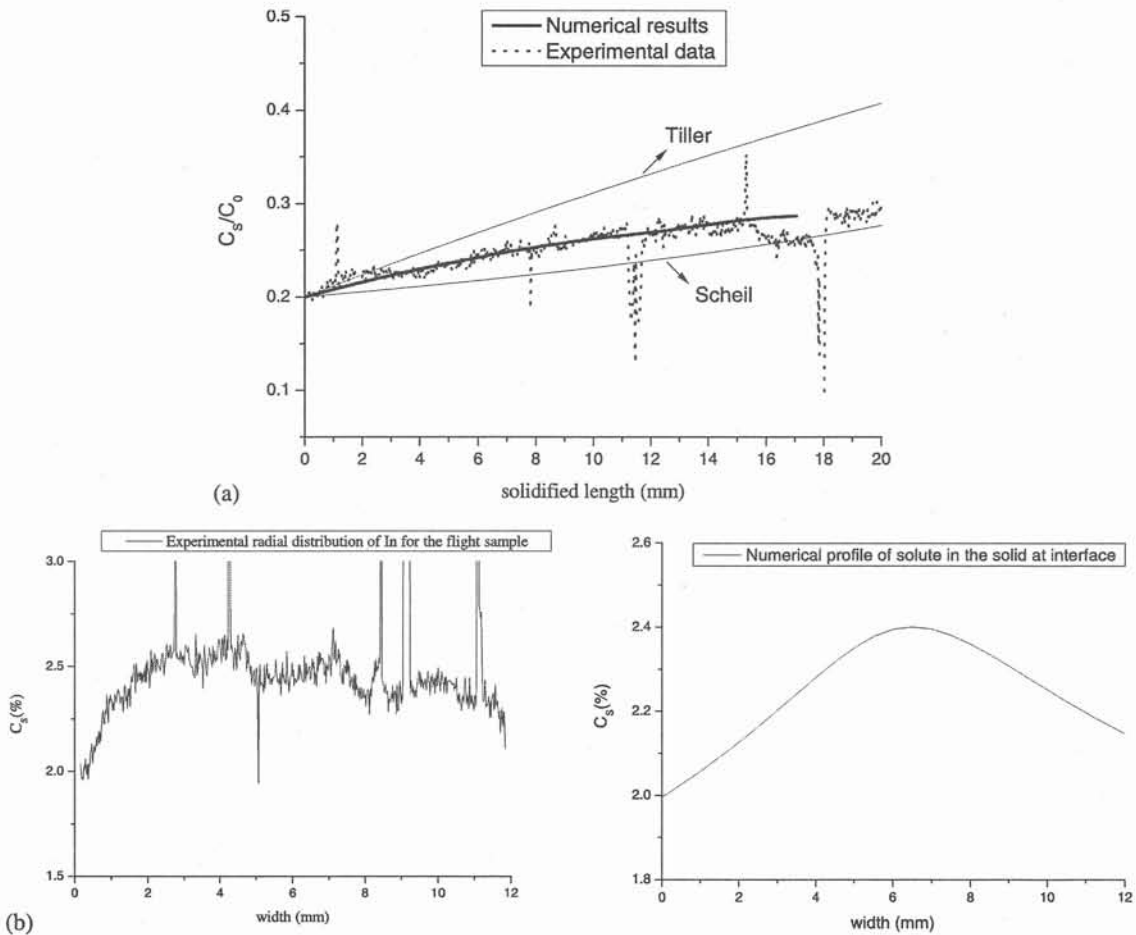 Numerical results
Experimental data
0.5
0.4
0.3
0.2
0.1
Cs/C0
Tiller
Scheil
0 2 4 6 8 10 12 14 16 18 20
solidified length (mm)
(a)
Experimental radial distribution of In for the flight sample
3.0
2.5
2.0
1.5
Cs(%)
0 2 4 6 8 10 12
width (mm)
(b)
Numerical profile of solute in the solid at interface
2.6
2.4
2.2
2.0
1.8
Cs(%)
0 2 4 6 8 10 12
width (mm)